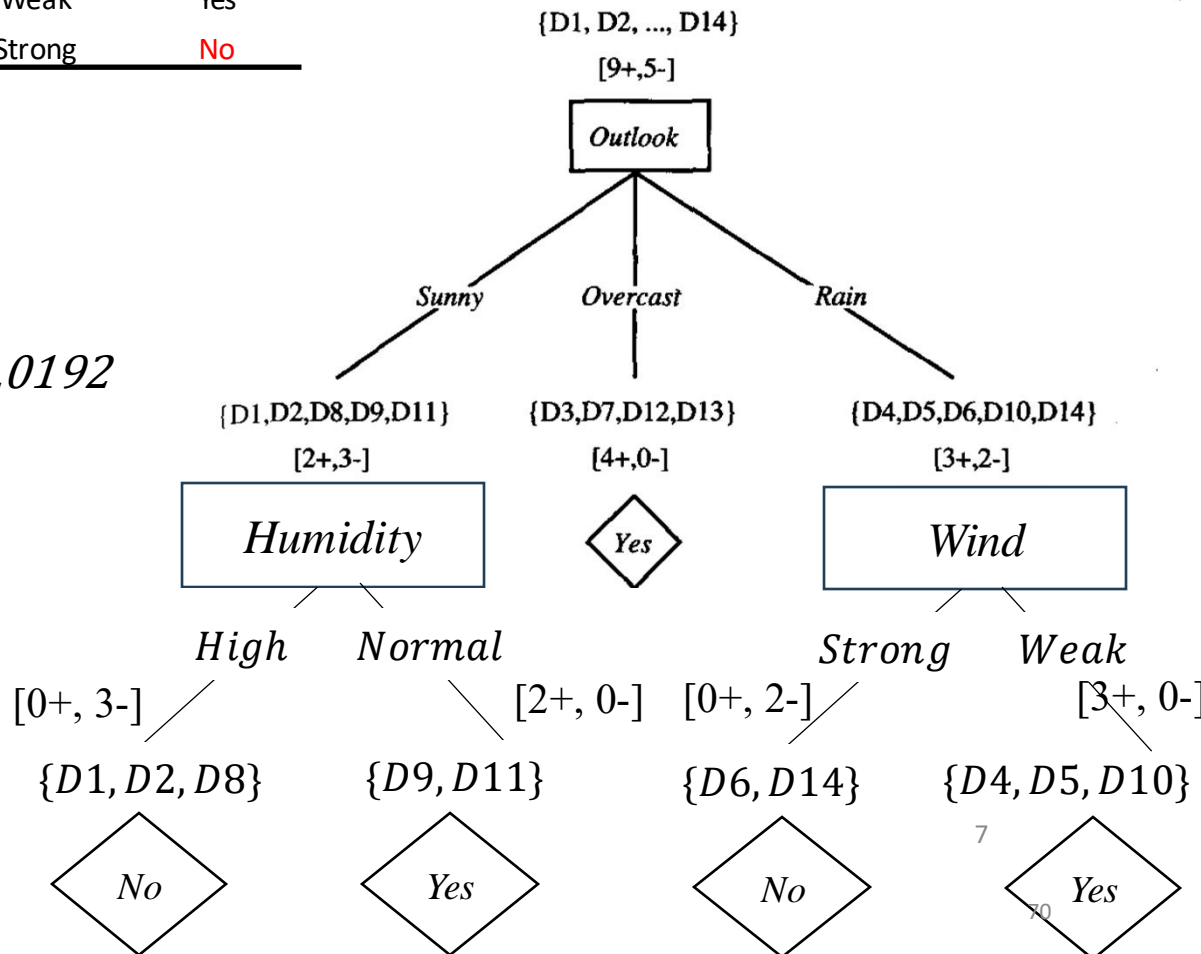 Weak Yes
Strong No
{D1, D2, ..., D14}
[9+,5-]
Outlook
Sunny Overcast Rain
0192
{D1,D2,D8,D9,D11} {D3,D7,D12,D13} {D4,D5,D6,D10,D14}
[2+,3-] [4+,0-] [3+,2-]
Humidity Yes Wind
High Normal Strong Weak
[0+, 3-] [2+, 0-] [0+, 2-] [3+, 0-]
{D1, D2, D8} {D9, D11} {D6, D14} {D4, D5, D10}
7
No Yes No Yes
70